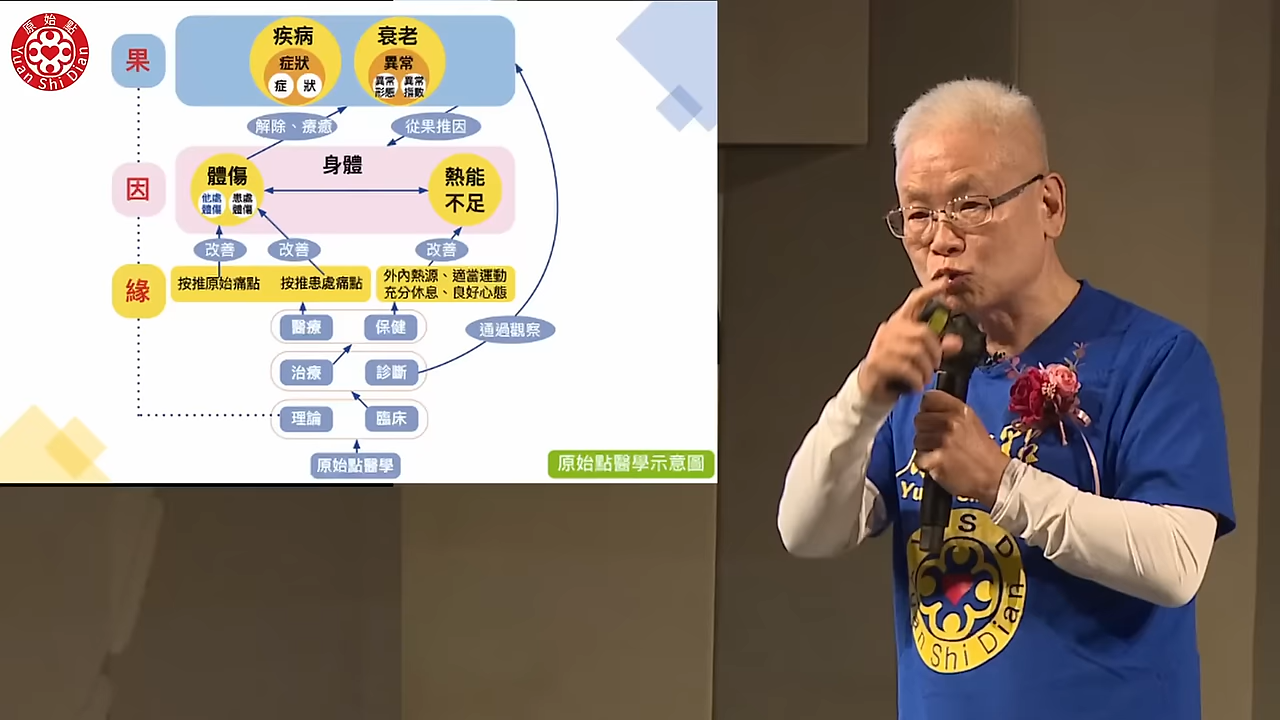 原始點
Yuan Shi Dian
果
疾病
症狀
症 狀
衰老
異常
異常形態
異常指數
解除、療癒
從果推因
因
身體
體傷
他處體傷
患處體傷
熱能不足
改善
改善
改善
緣
按推原始痛點
按推患處痛點
外內熱源、適當運動
充分休息、良好心態
醫療
保健
通過觀察
治療
診斷
理論
臨床
原始點醫學
原始點醫學示意圖
Yuan Shi Dian